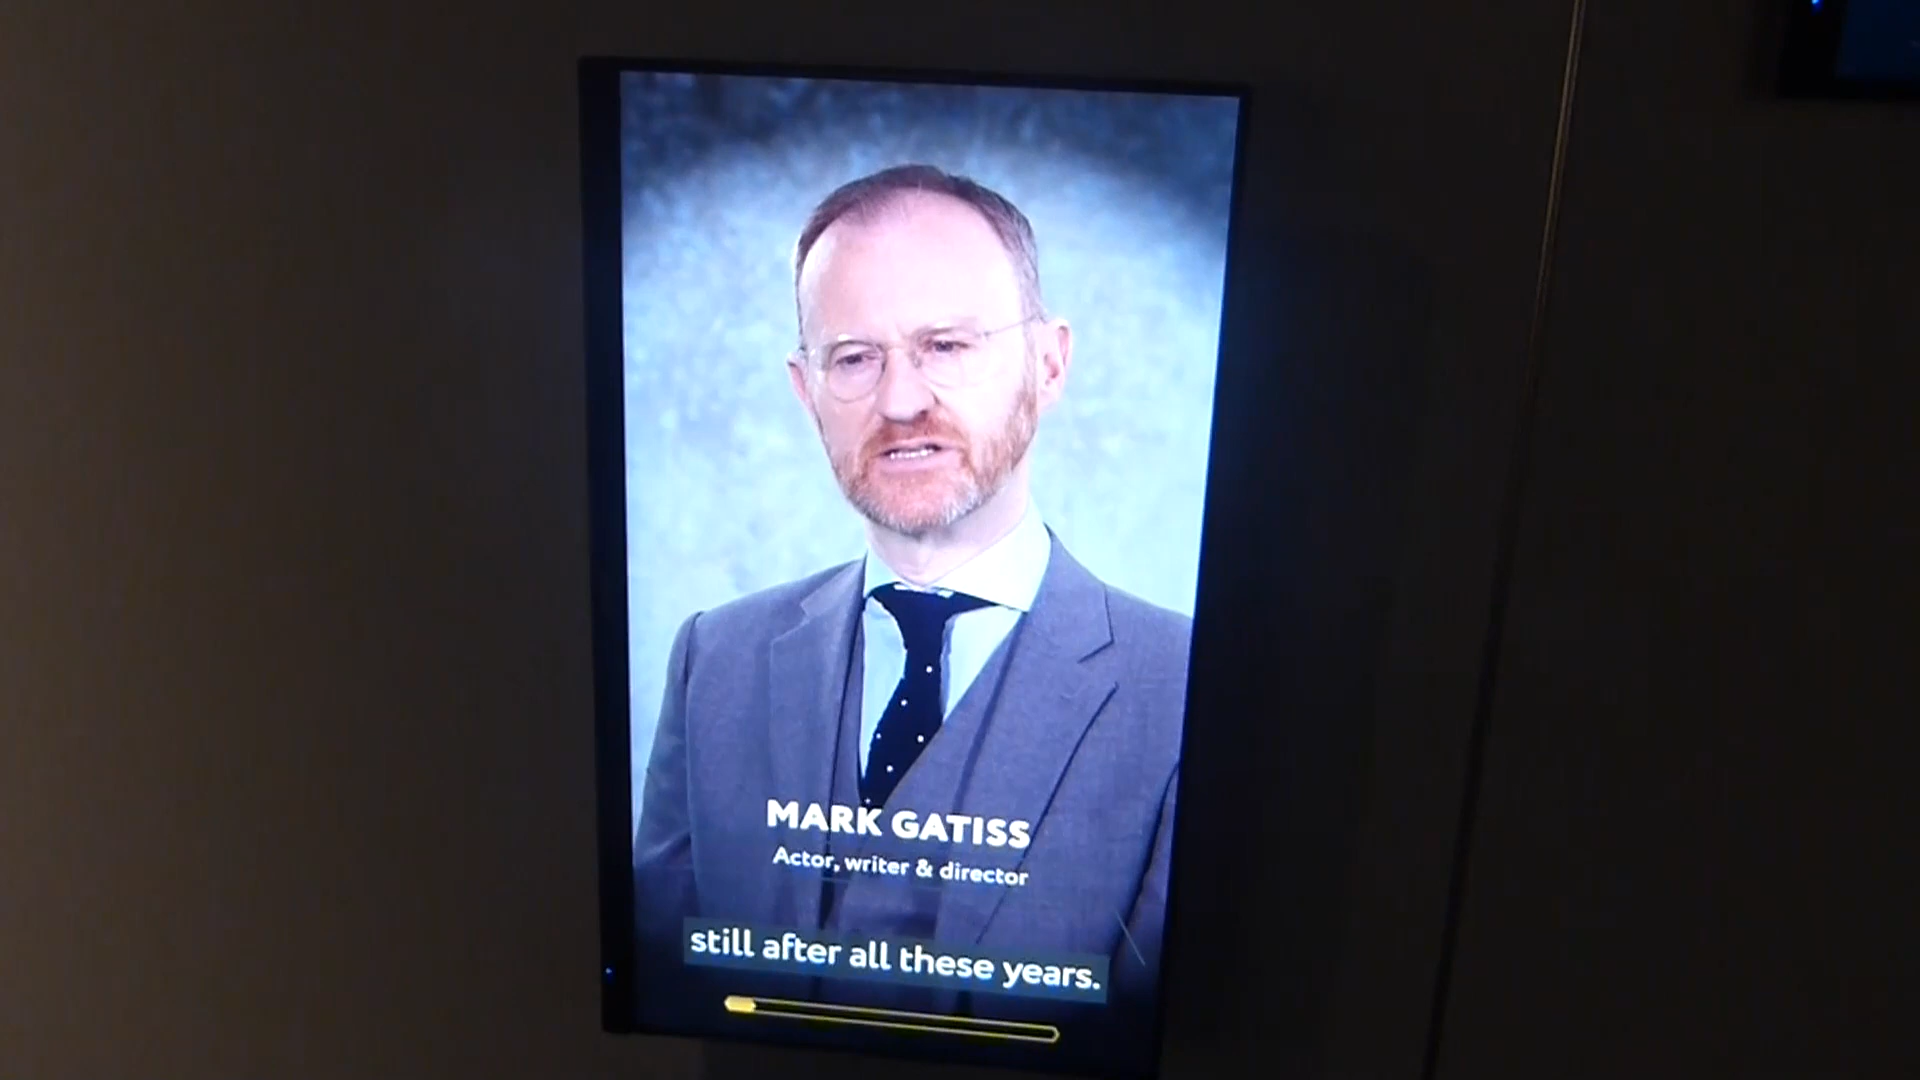 MARK GATISS
Actor, writer & director
still after all these years.